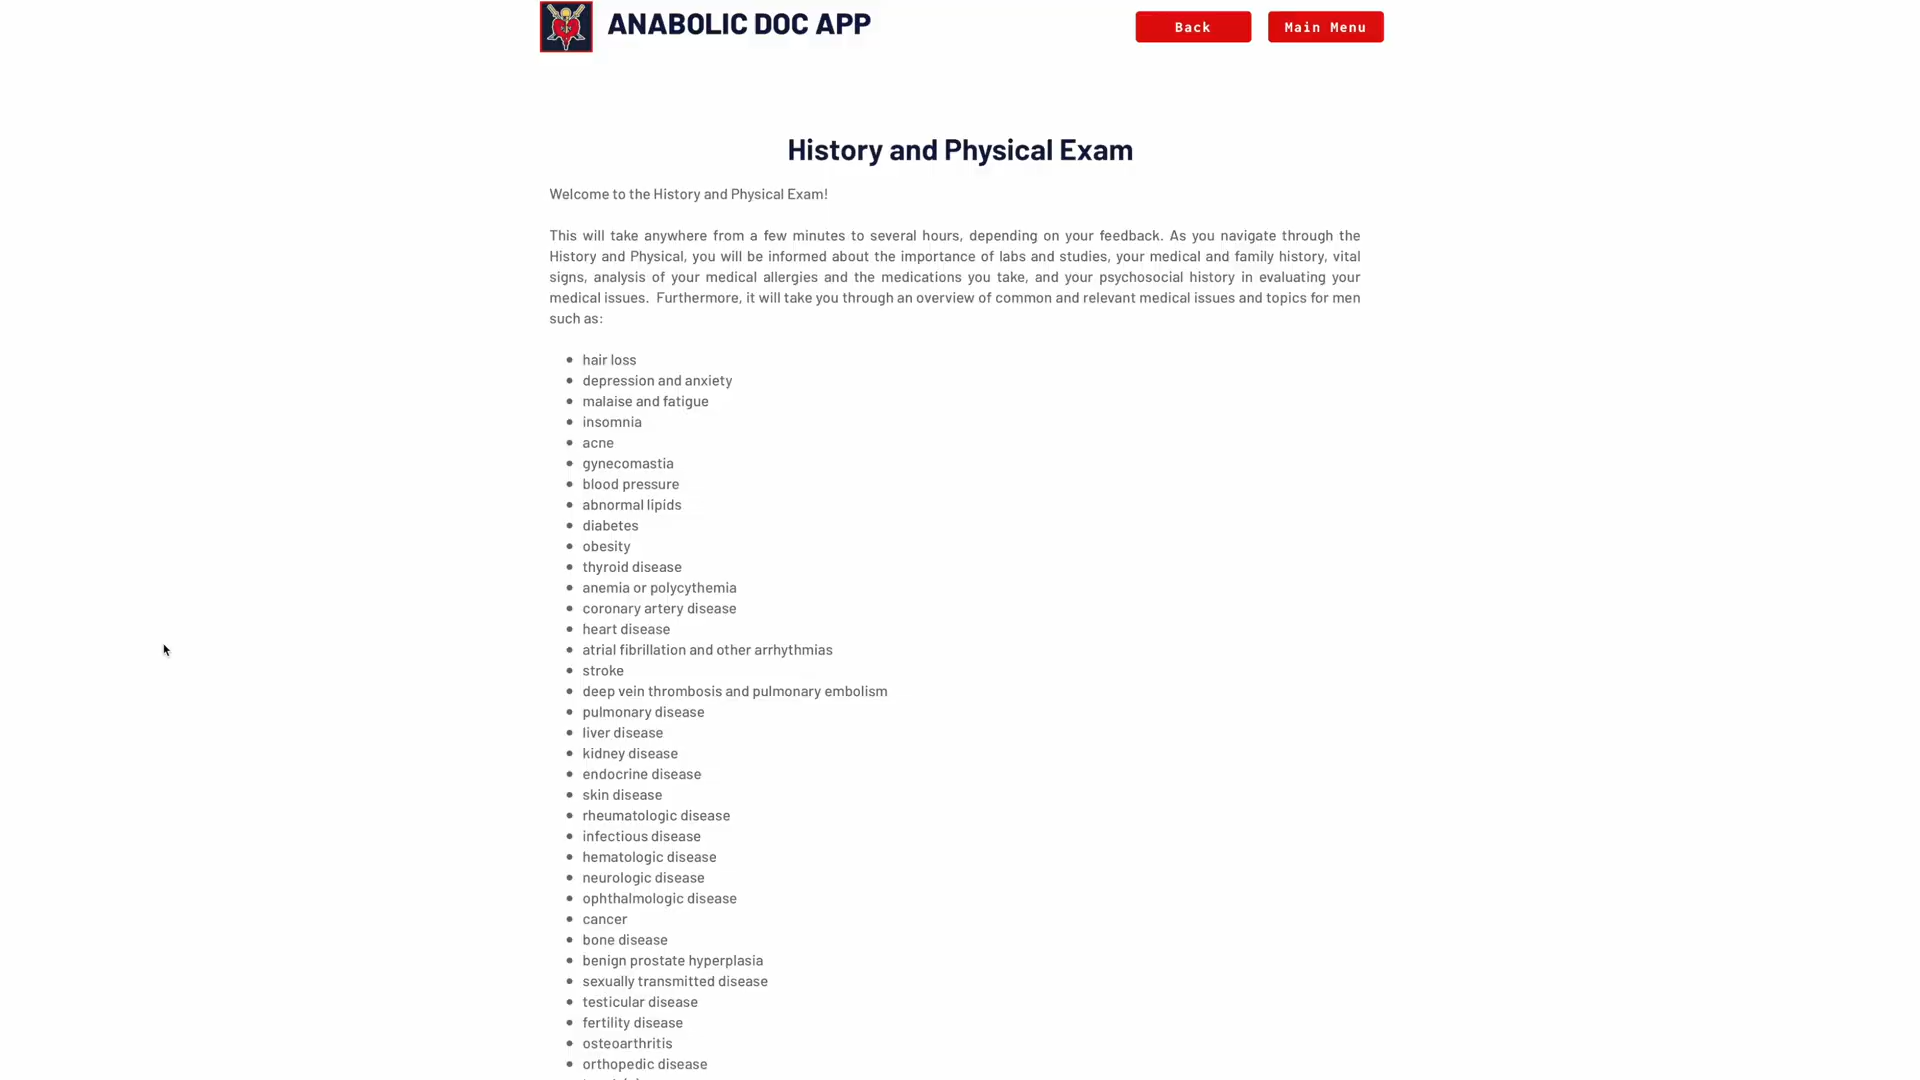 ANABOLIC DOC APP
Back
Main Menu
History and Physical Exam
Welcome to the History and Physical Exam!
This will take anywhere from a few minutes to several hours, depending on your feedback. As you navigate through the
History and Physical, you will be informed about the importance of labs and studies, your medical and family history, vital
signs, analysis of your medical allergies and the medications you take, and your psychosocial history in evaluating your
medical issues. Furthermore, it will take you through an overview of common and relevant medical issues and topics for men
such as:
hair loss
depression and anxiety
malaise and fatigue
insomnia
acne
gynecomastia
blood pressure
abnormal lipids
diabetes
obesity
thyroid disease
anemia or polycythemia
coronary artery disease
heart disease
atrial fibrillation and other arrhythmias
stroke
deep vein thrombosis and pulmonary embolism
pulmonary disease
liver disease
kidney disease
endocrine disease
skin disease
rheumatologic disease
infectious disease
hematologic disease
neurologic disease
ophthalmologic disease
cancer
bone disease
benign prostate hyperplasia
sexually transmitted disease
testicular disease
fertility disease
osteoarthritis
orthopedic disease